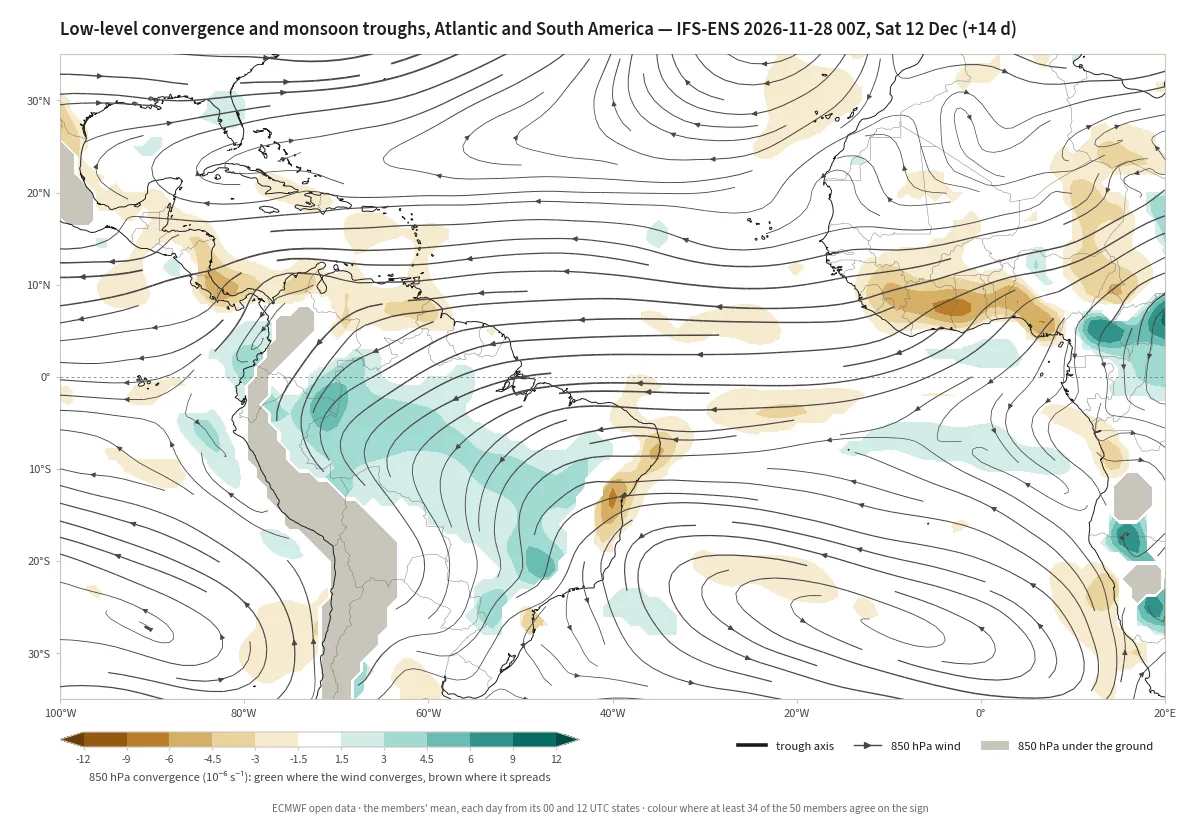 Low-level convergence and monsoon troughs, Atlantic and South America — IFS-ENS 2026-11-28 00Z, Sat 12 Dec (+14 d)
30°N
20°N
10°N
0°
10°S
20°S
30°S
100°W 80°W 60°W 40°W 20°W 0° 20°E
-12 -9 -6 -4.5 -3 -1.5 1.5 3 4.5 6 9 12
850 hPa convergence (10⁻⁶ s⁻¹): green where the wind converges, brown where it spreads
trough axis 850 hPa wind 850 hPa under the ground
ECMWF open data · the members' mean, each day from its 00 and 12 UTC states · colour where at least 34 of the 50 members agree on the sign